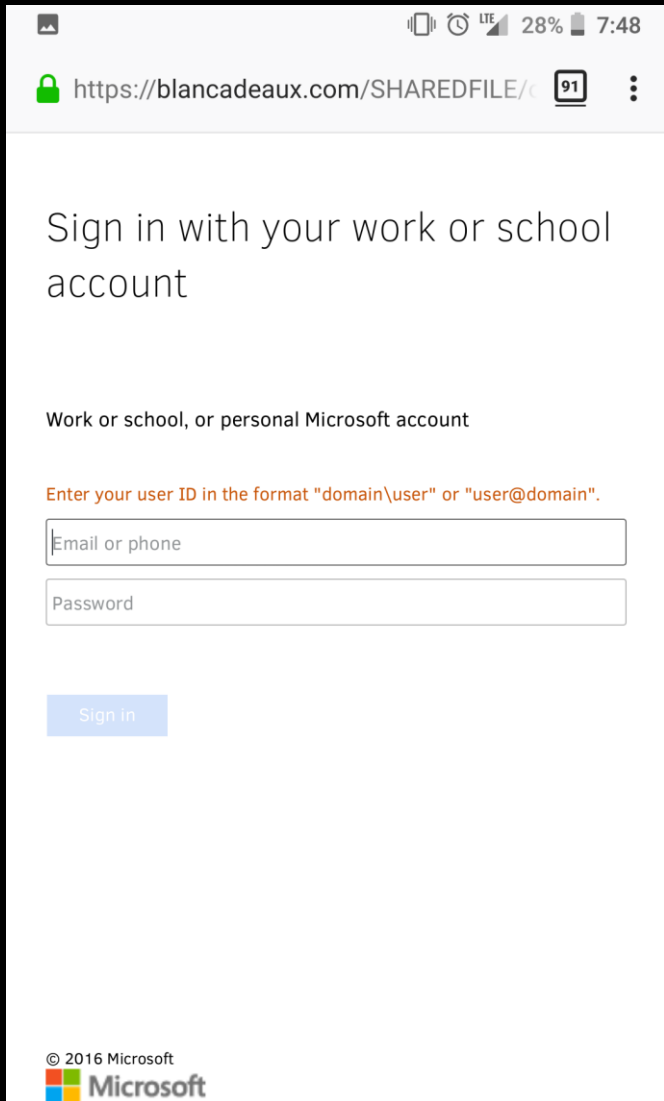 LTE 28% 7:48
https://blancadeaux.com/SHAREDFILE/ 91
Sign in with your work or school
account
Work or school, or personal Microsoft account
Enter your user ID in the format "domain\user" or "user@domain".
Email or phone
Password
Sign in
© 2016 Microsoft
Microsoft